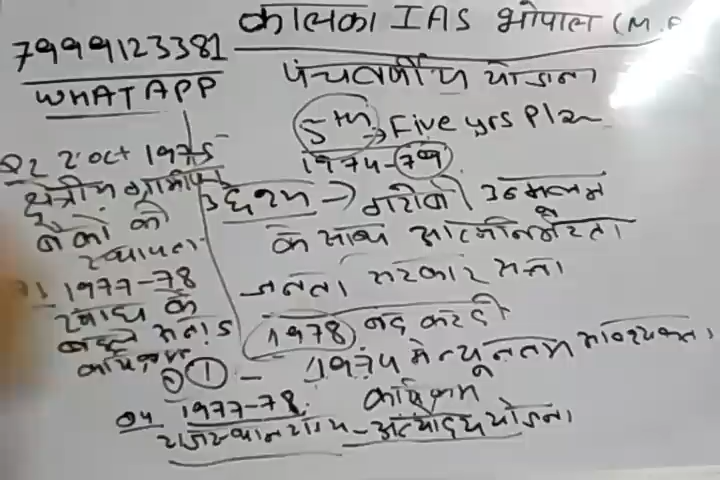 कालका IAS भोपाल (M.P
7999123381
WHATAPP
पंचवर्षीय योजना
5th → Five yrs Plan
1974-79
02 2 oct 1975
क्षेत्रीय ग्रामीण
बैंकों की
स्थापना
उद्देश्य → गरीबी उन्मूलन
के साथ आत्मनिर्भरता
जनता सरकार सत्ता
1978 बंद कर दी
03 1977-78
के
कार्यक्रम
① - 1974 में न्यूनतम आवश्यकता
कार्यक्रम
04 1977-78
राजस्थान राज्य - अन्त्योदय योजना